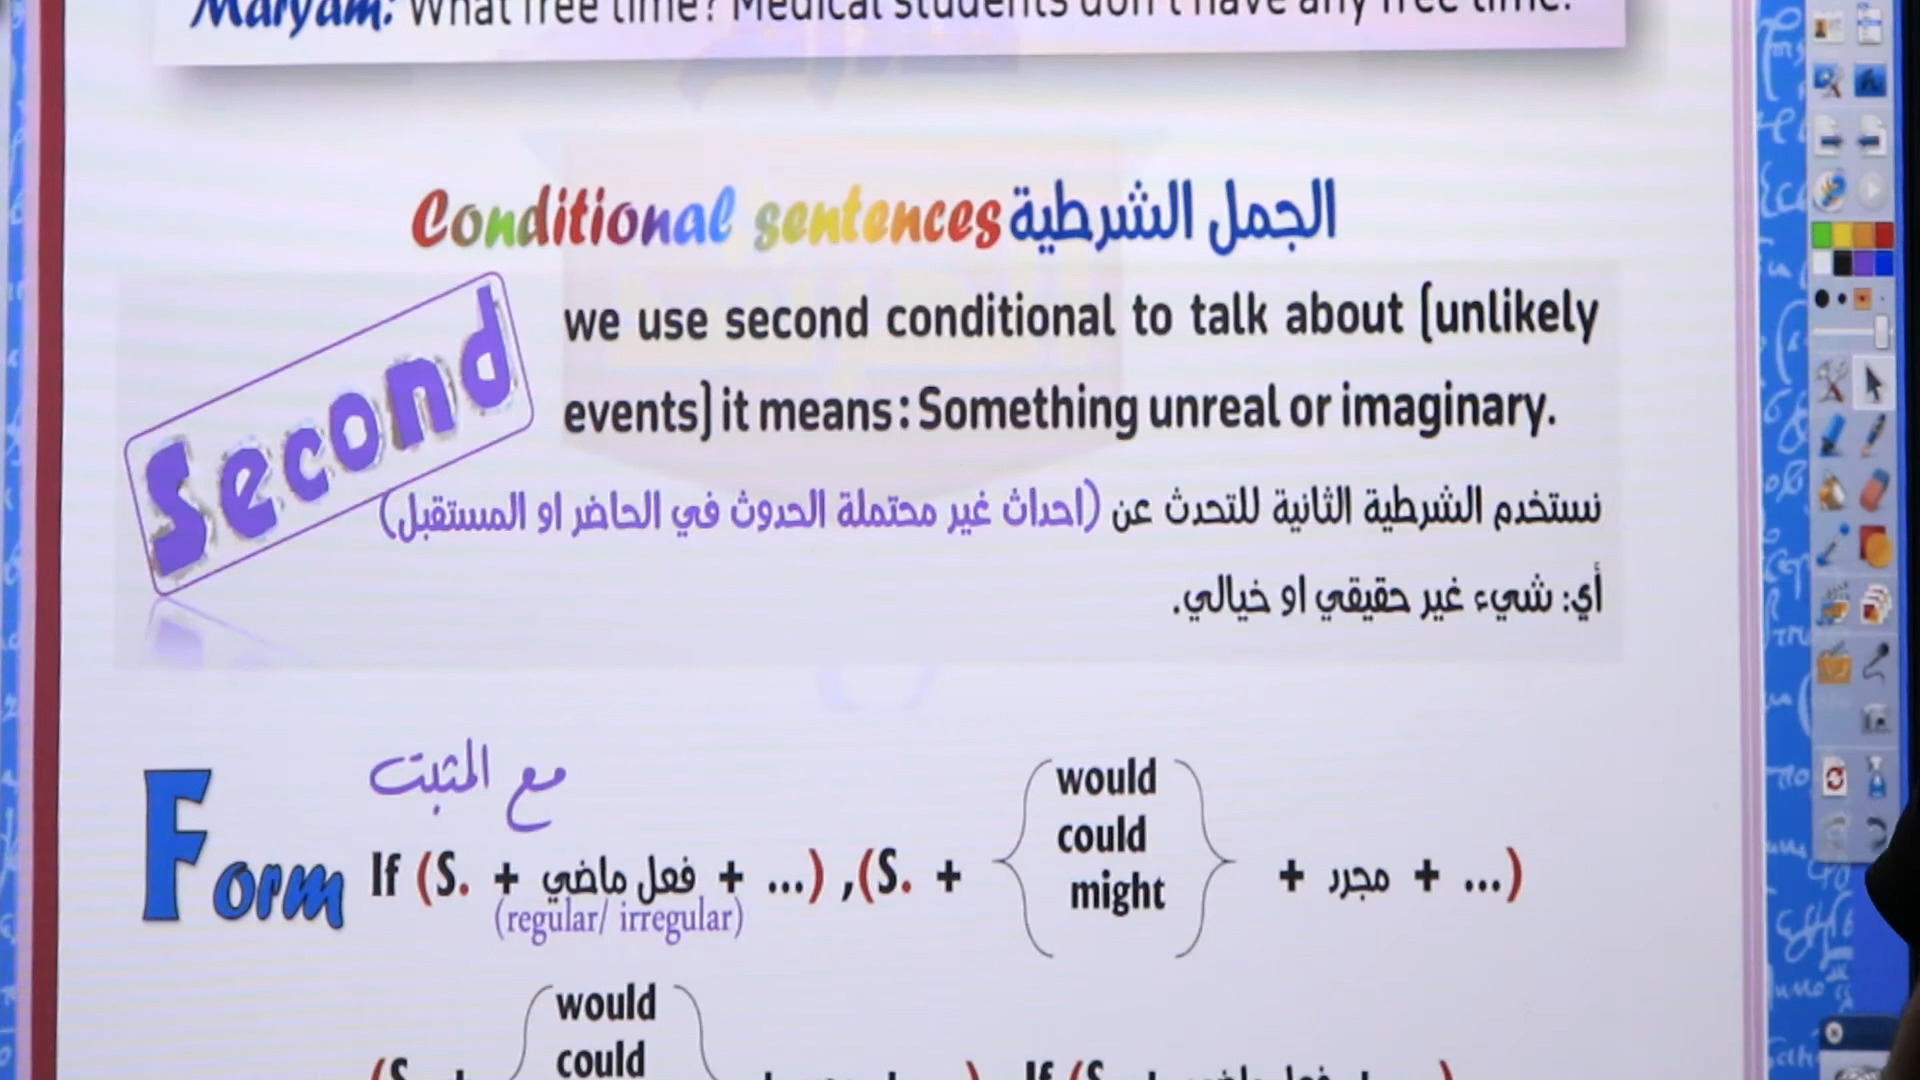 Maryam: What free time? Medical students don't have any free time.
Conditional sentences الجمل الشرطية
Second
we use second conditional to talk about (unlikely
events) it means: Something unreal or imaginary.
نستخدم الشرطية الثانية للتحدث عن (احداث غير محتملة الحدوث في الحاضر او المستقبل)
أي: شيء غير حقيقي او خيالي.
مع المثبت
Form If (S. + فعل ماضي + ...) ,(S. +
would
could
might
+ مجرد + ...)
(regular/ irregular)
would
could
If (S